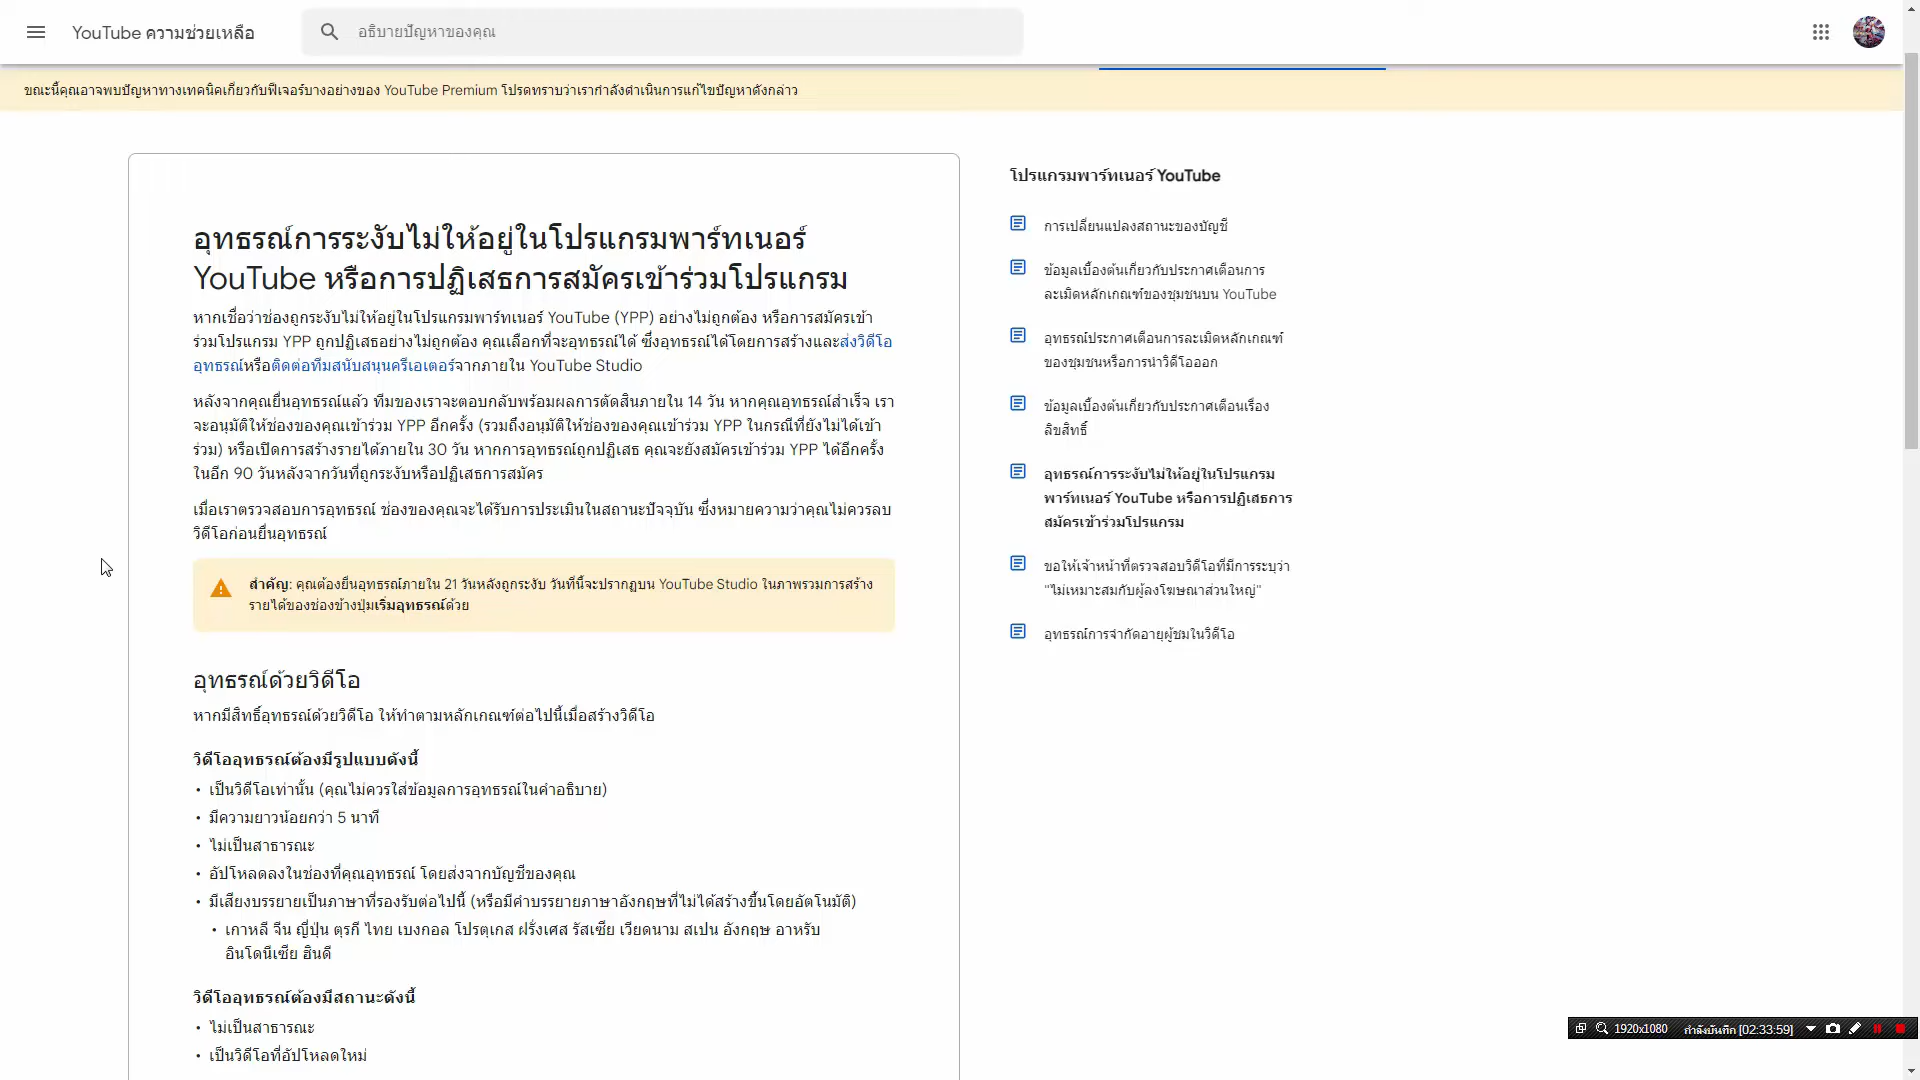 YouTube ความช่วยเหลือ
อธิบายปัญหาของคุณ
ขณะนี้คุณอาจพบปัญหาทางเทคนิคเกี่ยวกับฟีเจอร์บางอย่างของ YouTube Premium โปรดทราบว่าเรากำลังดำเนินการแก้ไขปัญหาดังกล่าว
อุทธรณ์การระงับไม่ให้อยู่ในโปรแกรมพาร์ทเนอร์
YouTube หรือการปฏิเสธการสมัครเข้าร่วมโปรแกรม
หากเชื่อว่าช่องถูกระงับไม่ให้อยู่ในโปรแกรมพาร์ทเนอร์ YouTube (YPP) อย่างไม่ถูกต้อง หรือการสมัครเข้า
ร่วมโปรแกรม YPP ถูกปฏิเสธอย่างไม่ถูกต้อง คุณเลือกที่จะอุทธรณ์ได้ ซึ่งอุทธรณ์ได้โดยการสร้างและส่งวิดีโอ
อุทธรณ์หรือติดต่อทีมสนับสนุนครีเอเตอร์จากภายใน YouTube Studio
หลังจากคุณยื่นอุทธรณ์แล้ว ทีมของเราจะตอบกลับพร้อมผลการตัดสินภายใน 14 วัน หากคุณอุทธรณ์สำเร็จ เรา
จะอนุมัติให้ช่องของคุณเข้าร่วม YPP อีกครั้ง (รวมถึงอนุมัติให้ช่องของคุณเข้าร่วม YPP ในกรณีที่ยังไม่ได้เข้า
ร่วม) หรือเปิดการสร้างรายได้ภายใน 30 วัน หากการอุทธรณ์ถูกปฏิเสธ คุณจะยังสมัครเข้าร่วม YPP ได้อีกครั้ง
ในอีก 90 วันหลังจากวันที่ถูกระงับหรือปฏิเสธการสมัคร
เมื่อเราตรวจสอบการอุทธรณ์ ช่องของคุณจะได้รับการประเมินในสถานะปัจจุบัน ซึ่งหมายความว่าคุณไม่ควรลบ
วิดีโอก่อนยื่นอุทธรณ์
สำคัญ: คุณต้องยื่นอุทธรณ์ภายใน 21 วันหลังถูกระงับ วันที่นี้จะปรากฏบน YouTube Studio ในภาพรวมการสร้าง
รายได้ของช่องข้างปุ่มเริ่มอุทธรณ์ด้วย
อุทธรณ์ด้วยวิดีโอ
หากมีสิทธิ์อุทธรณ์ด้วยวิดีโอ ให้ทำตามหลักเกณฑ์ต่อไปนี้เมื่อสร้างวิดีโอ
วิดีโออุทธรณ์ต้องมีรูปแบบดังนี้
• เป็นวิดีโอเท่านั้น (คุณไม่ควรใส่ข้อมูลการอุทธรณ์ในคำอธิบาย)
• มีความยาวน้อยกว่า 5 นาที
• ไม่เป็นสาธารณะ
• อัปโหลดลงในช่องที่คุณอุทธรณ์ โดยส่งจากบัญชีของคุณ
• มีเสียงบรรยายเป็นภาษาที่รองรับต่อไปนี้ (หรือมีคำบรรยายภาษาอังกฤษที่ไม่ได้สร้างขึ้นโดยอัตโนมัติ)
• เกาหลี จีน ญี่ปุ่น ตุรกี ไทย เบงกอล โปรตุเกส ฝรั่งเศส รัสเซีย เวียดนาม สเปน อังกฤษ อาหรับ
อินโดนีเซีย ฮินดี
วิดีโออุทธรณ์ต้องมีสถานะดังนี้
• ไม่เป็นสาธารณะ
• เป็นวิดีโอที่อัปโหลดใหม่
โปรแกรมพาร์ทเนอร์ YouTube
การเปลี่ยนแปลงสถานะของบัญชี
ข้อมูลเบื้องต้นเกี่ยวกับประกาศเตือนการ
ละเมิดหลักเกณฑ์ของชุมชนบน YouTube
อุทธรณ์ประกาศเตือนการละเมิดหลักเกณฑ์
ของชุมชนหรือการนำวิดีโอออก
ข้อมูลเบื้องต้นเกี่ยวกับประกาศเตือนเรื่อง
ลิขสิทธิ์
อุทธรณ์การระงับไม่ให้อยู่ในโปรแกรม
พาร์ทเนอร์ YouTube หรือการปฏิเสธการ
สมัครเข้าร่วมโปรแกรม
ขอให้เจ้าหน้าที่ตรวจสอบวิดีโอที่มีการระบุว่า
"ไม่เหมาะสมกับผู้ลงโฆษณาส่วนใหญ่"
อุทธรณ์การจำกัดอายุผู้ชมในวิดีโอ
1920x1080 กำลังบันทึก [02:33:59]